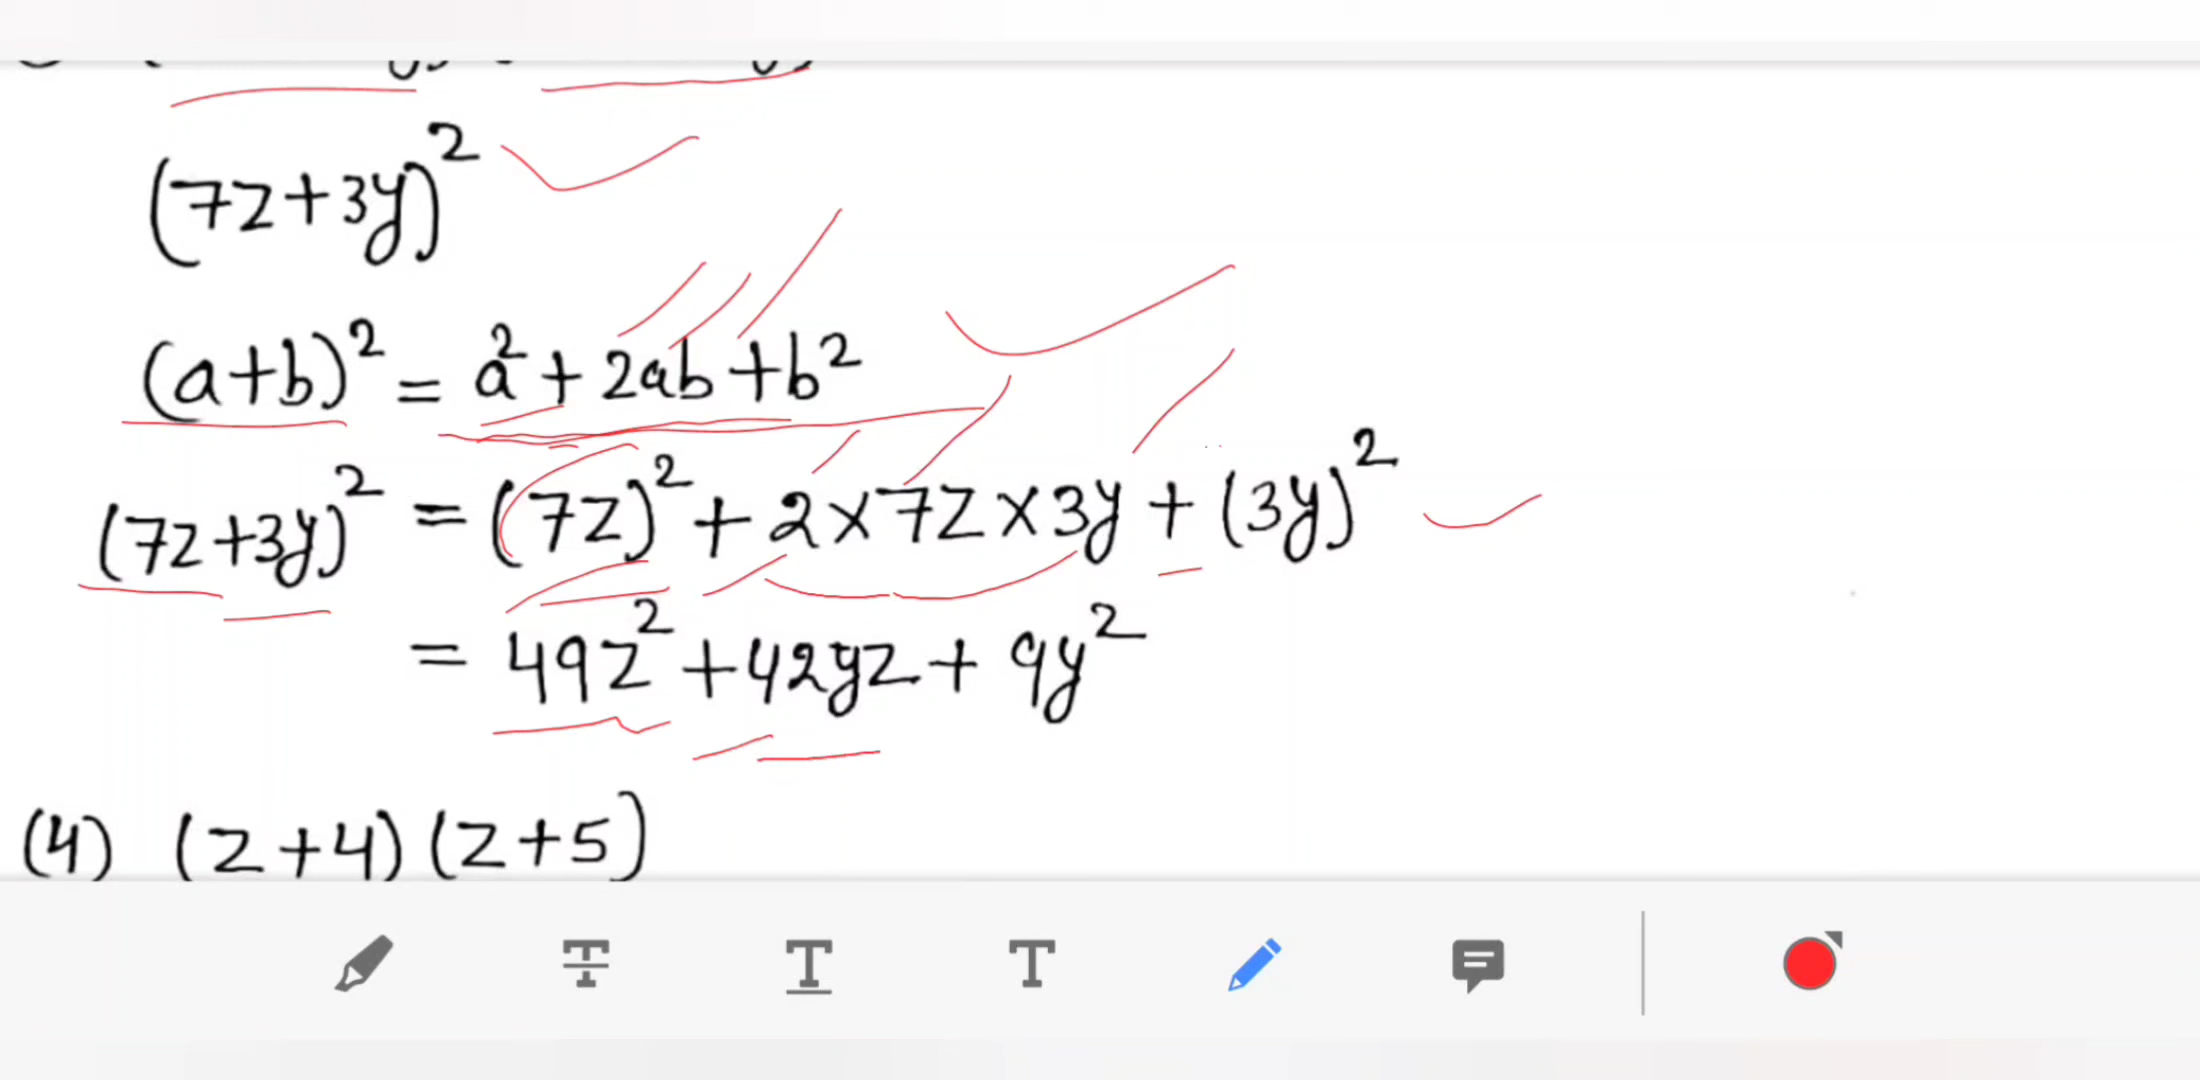 (7z+3y)²
(a+b)² = a² + 2ab + b²
(7z+3y)² = (7z)² + 2×7z×3y + (3y)²
= 49z² + 42yz + 9y²
(4) (z+4) (z+5)